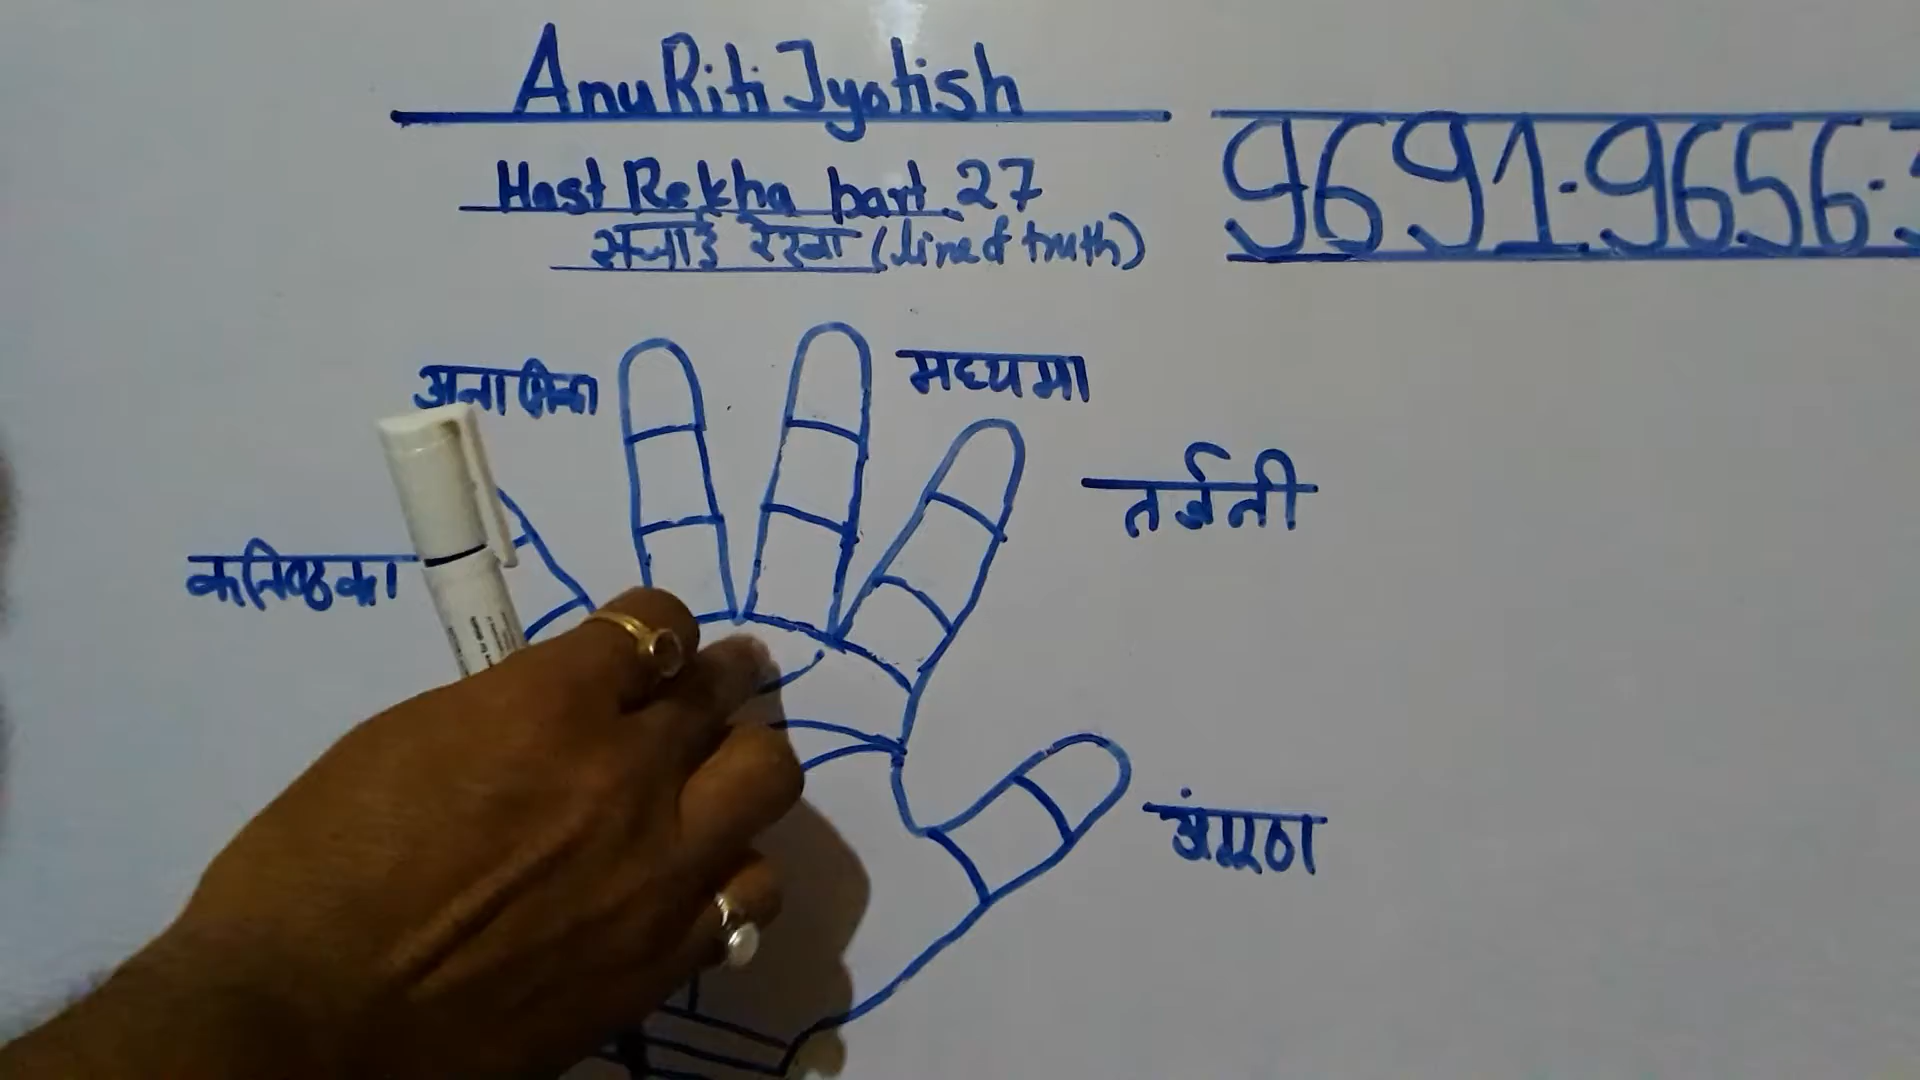 AnuRiti Jyotish
9691-9656-
Hast Rekha part.27
सच्चाई रेखा (line of truth)
अनामिका
मध्यमा
तर्जनी
कनिष्ठका
अंगूठा